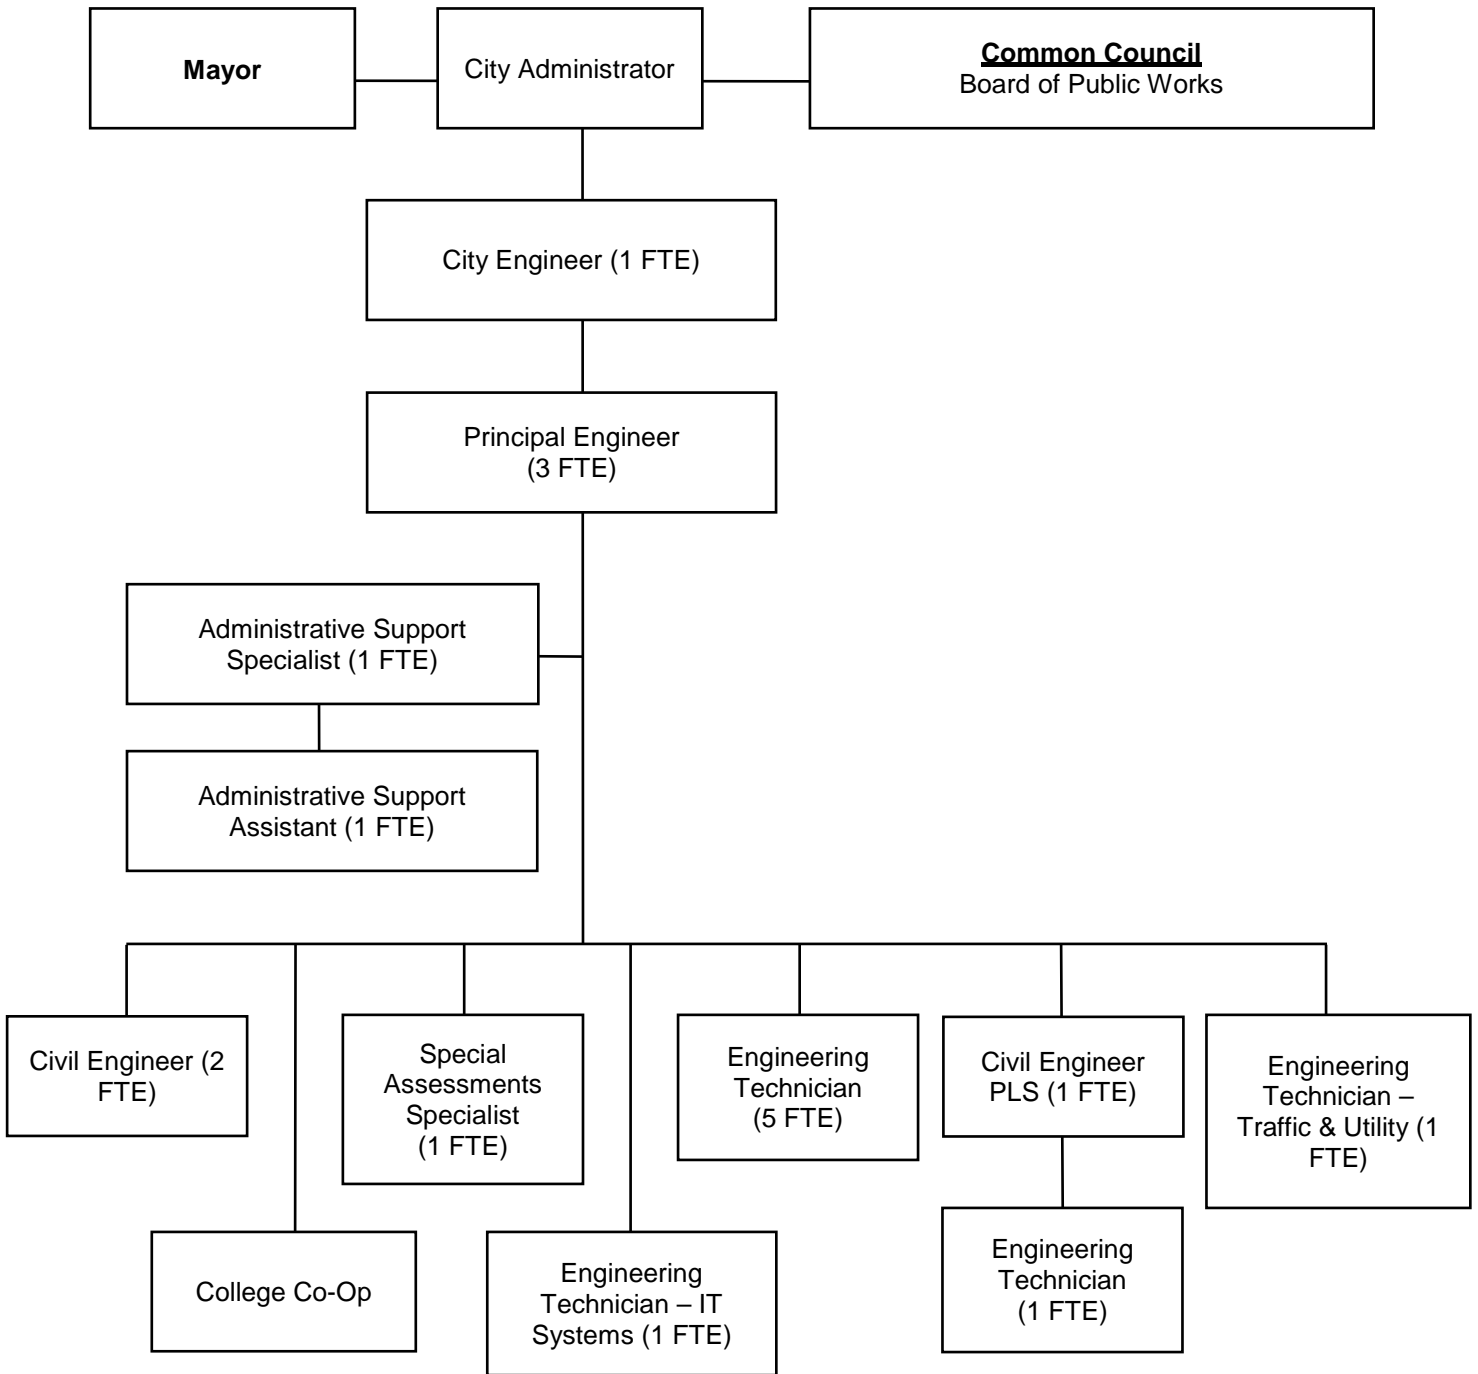 Mayor
City Administrator
Common Council
Board of Public Works
City Engineer (1 FTE)
Principal Engineer
(3 FTE)
Administrative Support
Specialist (1 FTE)
Administrative Support
Assistant (1 FTE)
Civil Engineer (2
FTE)
Special
Assessments
Specialist
(1 FTE)
Engineering
Technician
(5 FTE)
Civil Engineer
PLS (1 FTE)
Engineering
Technician –
Traffic & Utility (1
FTE)
College Co-Op
Engineering
Technician – IT
Systems (1 FTE)
Engineering
Technician
(1 FTE)